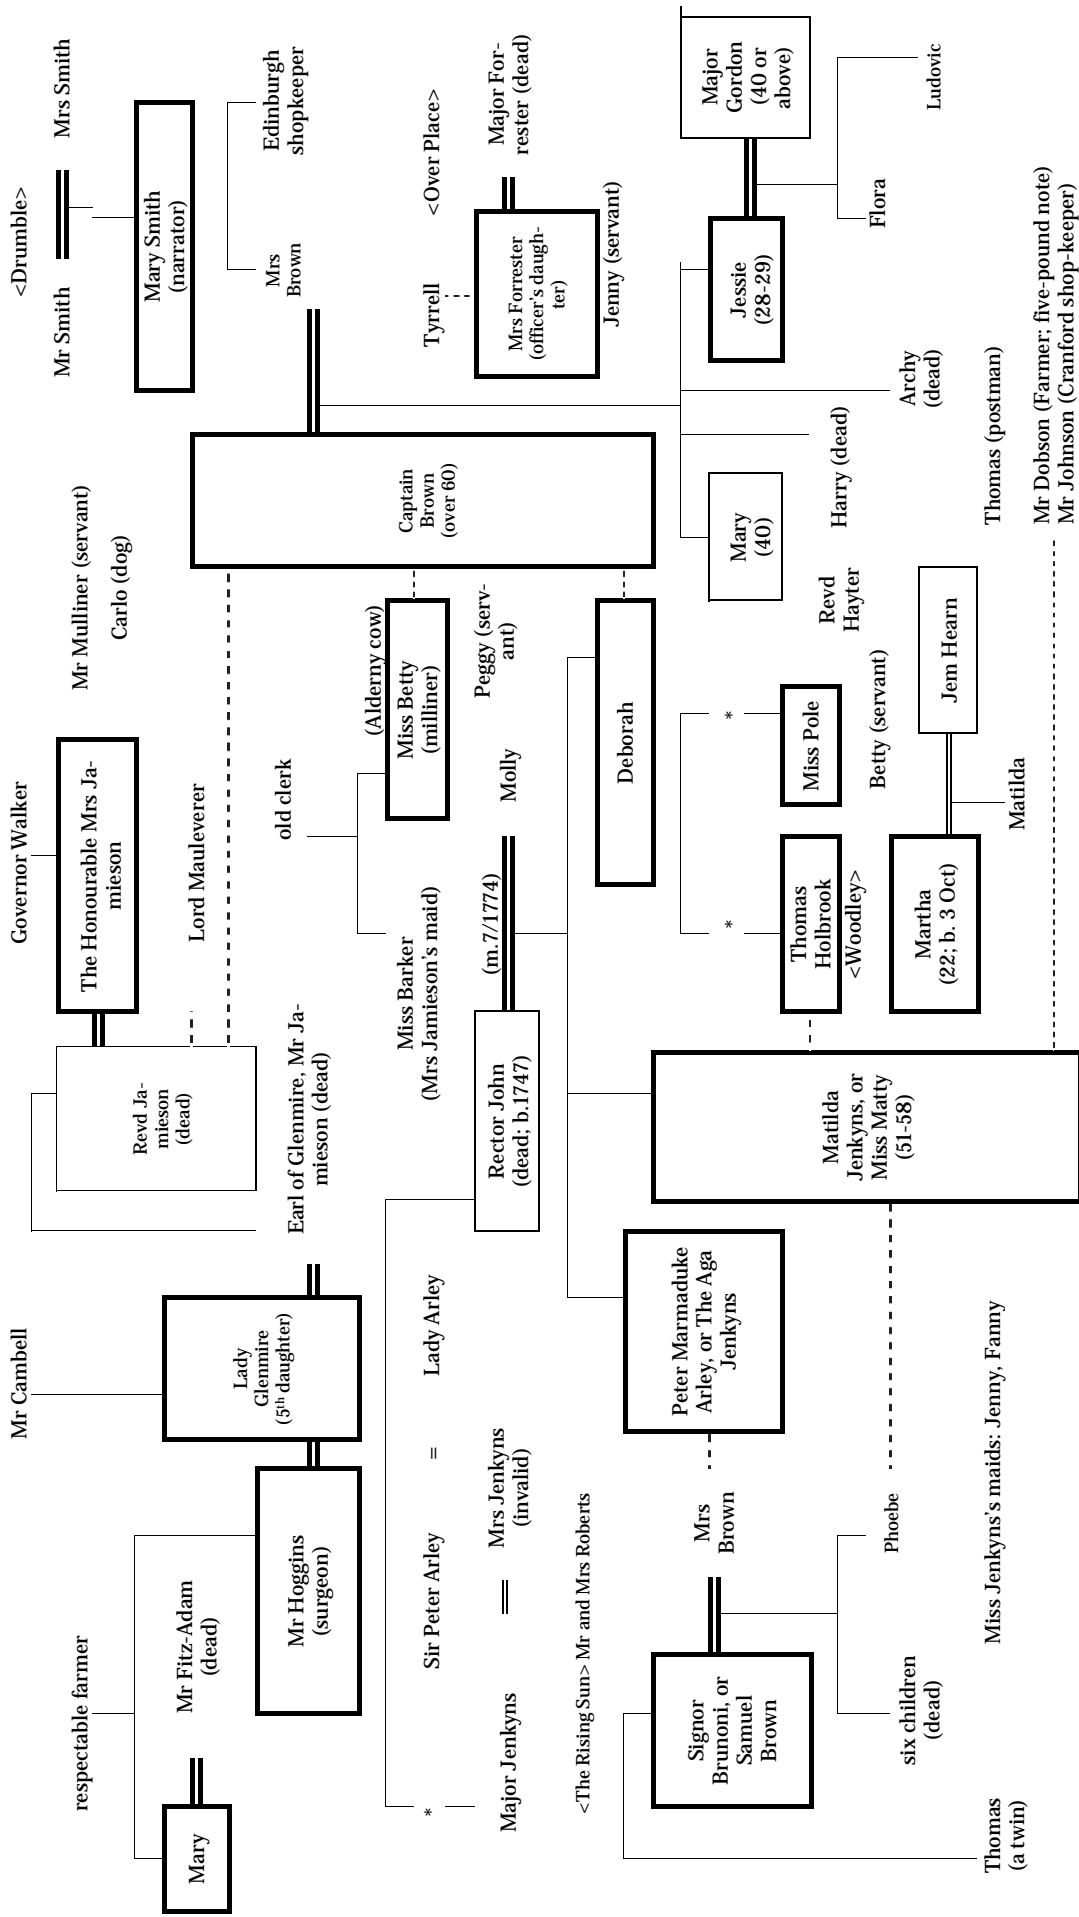 respectable farmer
Mary
Mr Fitz-Adam
(dead)
Mr Hoggins
(surgeon)
Mr Cambell
Lady
Glenmire
(5th daughter)
Earl of Glenmire, Mr Ja-
mieson (dead)
Revd Ja-
mieson
(dead)
Governor Walker
The Honourable Mrs Ja-
mieson
Lord Mauleverer
Mr Mulliner (servant)
Carlo (dog)
<Drumble>
Mr Smith
Mrs Smith
Mary Smith
(narrator)
Mrs
Brown
Edinburgh
shopkeeper
old clerk
Miss Barker
(Mrs Jamieson's maid)
(Alderny cow)
Miss Betty
(milliner)
Peggy (serv-
ant)
Captain
Brown
(over 60)
Tyrrell
<Over Place>
Mrs Forrester
(officer's daugh-
ter)
Major For-
rester (dead)
Jenny (servant)
Sir Peter Arley
=
Lady Arley
*
Major Jenkyns
Mrs Jenkyns
(invalid)
Rector John
(dead; b.1747)
(m.7/1774)
Molly
Deborah
<The Rising Sun> Mr and Mrs Roberts
Peter Marmaduke
Arley, or The Aga
Jenkyns
Matilda
Jenkyns, or
Miss Matty
(51-58)
*
*
Thomas
Holbrook
<Woodley>
Miss Pole
Betty (servant)
Revd
Hayter
Mary
(40)
Harry (dead)
Archy
(dead)
Jessie
(28-29)
Major
Gordon
(40 or
above)
Flora
Ludovic
Signor
Brunoni, or
Samuel
Brown
Mrs
Brown
Thomas
(a twin)
six children
(dead)
Phoebe
Miss Jenkyns's maids: Jenny, Fanny
Martha
(22; b. 3 Oct)
Jem Hearn
Matilda
Thomas (postman)
Mr Dobson (Farmer; five-pound note)
Mr Johnson (Cranford shop-keeper)